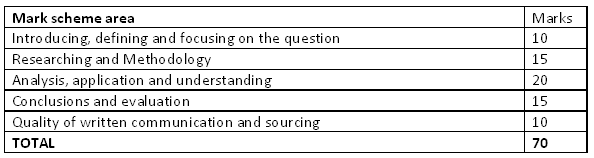 Mark scheme area Marks
Introducing, defining and focusing on the question 10
Researching and Methodology 15
Analysis, application and understanding 20
Conclusions and evaluation 15
Quality of written communication and sourcing 10
TOTAL 70